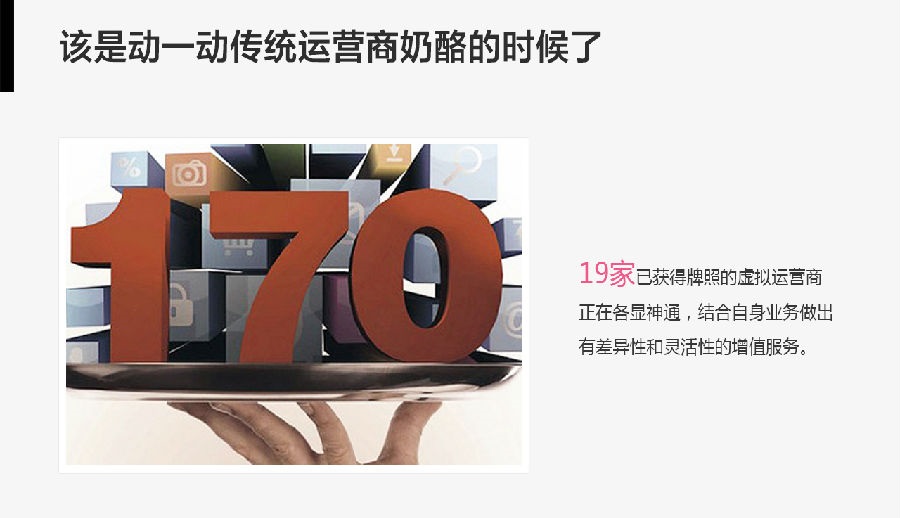 该是动一动传统运营商奶酪的时候了
%
170
@
19家已获得牌照的虚拟运营商
正在各显神通，结合自身业务做出
有差异性和灵活性的增值服务。